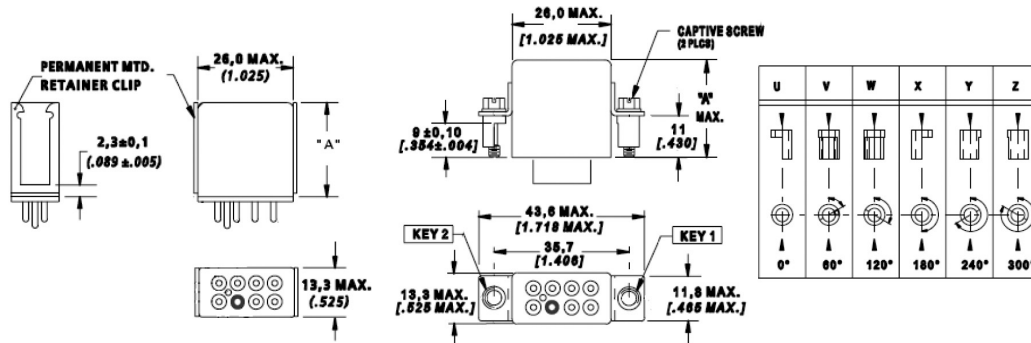 PERMANENT MTD.
RETAINER CLIP
26,0 MAX.
(1.025)
2,3±0,1
(.089 ±.005)
"A"
13,3 MAX.
(.525)
26,0 MAX.
[1.025 MAX.]
CAPTIVE SCREW
(2 PLCS)
"A"
MAX.
9 ±0,10
[.354±.004]
11
[.430]
43,6 MAX.
[1.718 MAX.]
KEY 2
35,7
[1.406]
KEY 1
13,3 MAX.
[.525 MAX.]
11,8 MAX.
[.465 MAX.]
U V W X Y Z
0° 60° 120° 180° 240° 300°